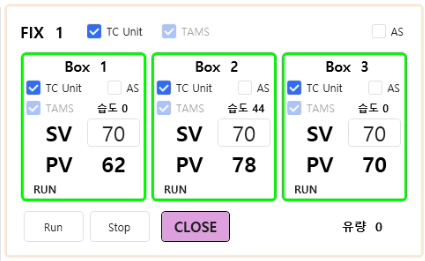 FIX 1 TC Unit TAMS AS
Box 1 Box 2 Box 3
TC Unit AS TC Unit AS TC Unit AS
TAMS 습도 0 TAMS 습도 44 TAMS 습도 0
SV 70 SV 70 SV 70
PV 62 PV 78 PV 70
RUN RUN RUN
Run Stop CLOSE 유량 0